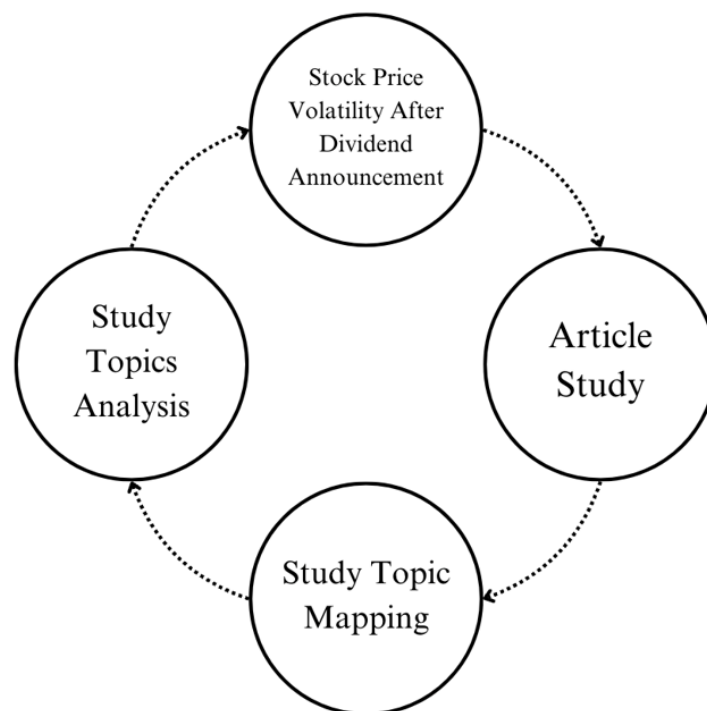 Stock Price
Volatility After
Dividend
Announcement
Article
Study
Study Topic
Mapping
Study
Topics
Analysis